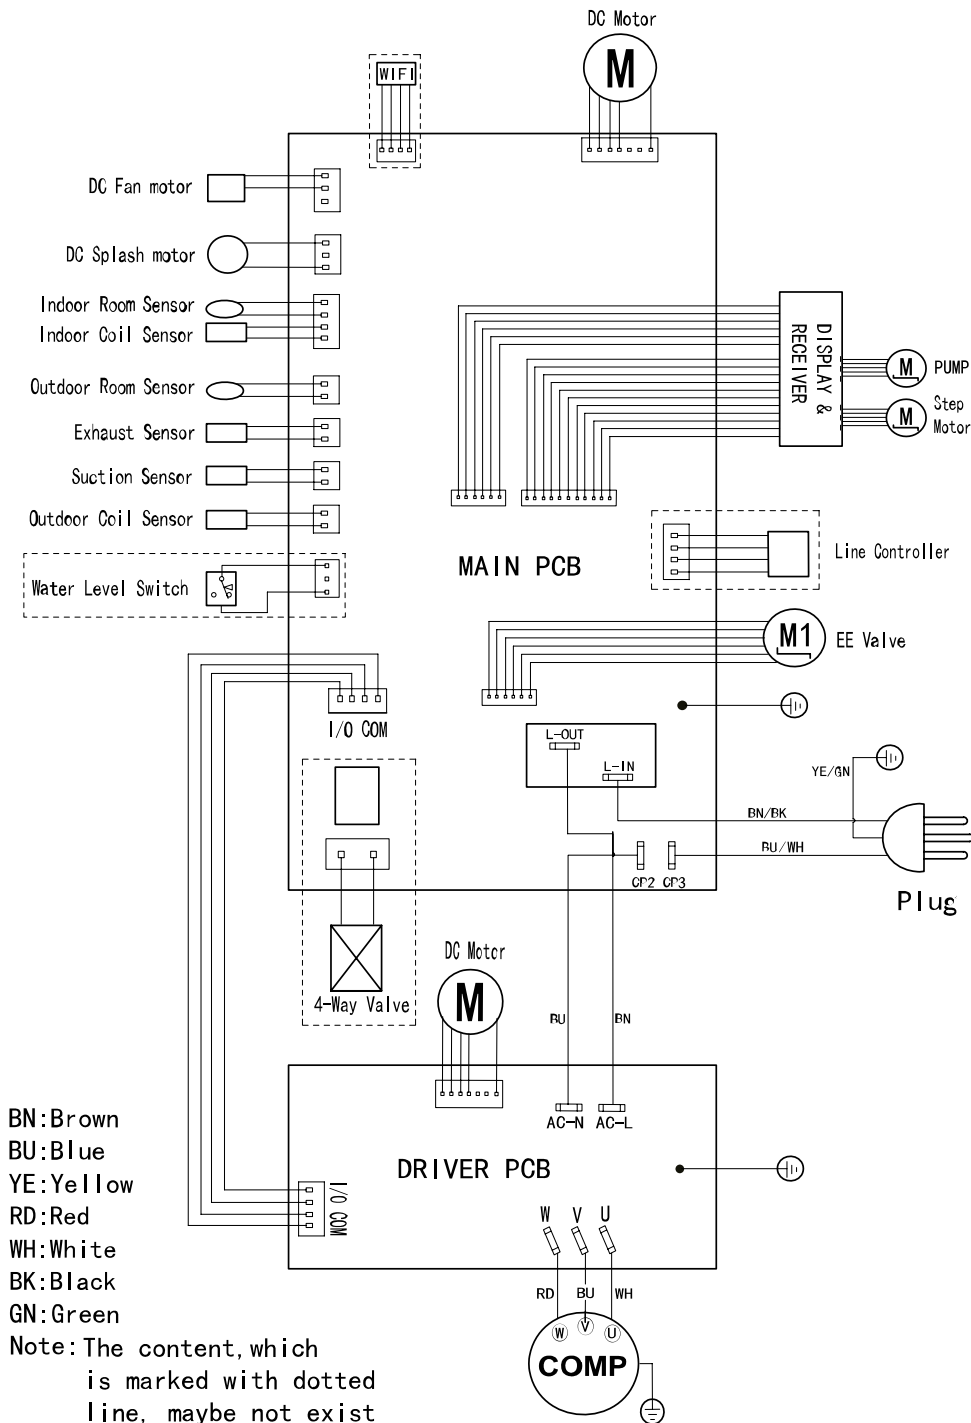 DC Motor
M
WIFI
DC Fan motor
DC Splash motor
Indoor Room Sensor
Indoor Coil Sensor
Outdoor Room Sensor
Exhaust Sensor
Suction Sensor
Outdoor Coil Sensor
Water Level Switch
DISPLAY &
RECEIVER
M
PUMP
M
Step
Motor
MAIN PCB
Line Controller
M1
EE Valve
I/O COM
L-OUT
L-IN
YE/GN
BN/BK
BU/WH
CP2
CP3
Plug
4-Way Valve
DC Motor
M
BU
BN
AC-N
AC-L
DRIVER PCB
I/O COM
W
V
U
RD
BU
WH
W
V
U
COMP
BN:Brown
BU:Blue
YE:Yellow
RD:Red
WH:White
BK:Black
GN:Green
Note:The content,which
is marked with dotted
line, maybe not exist